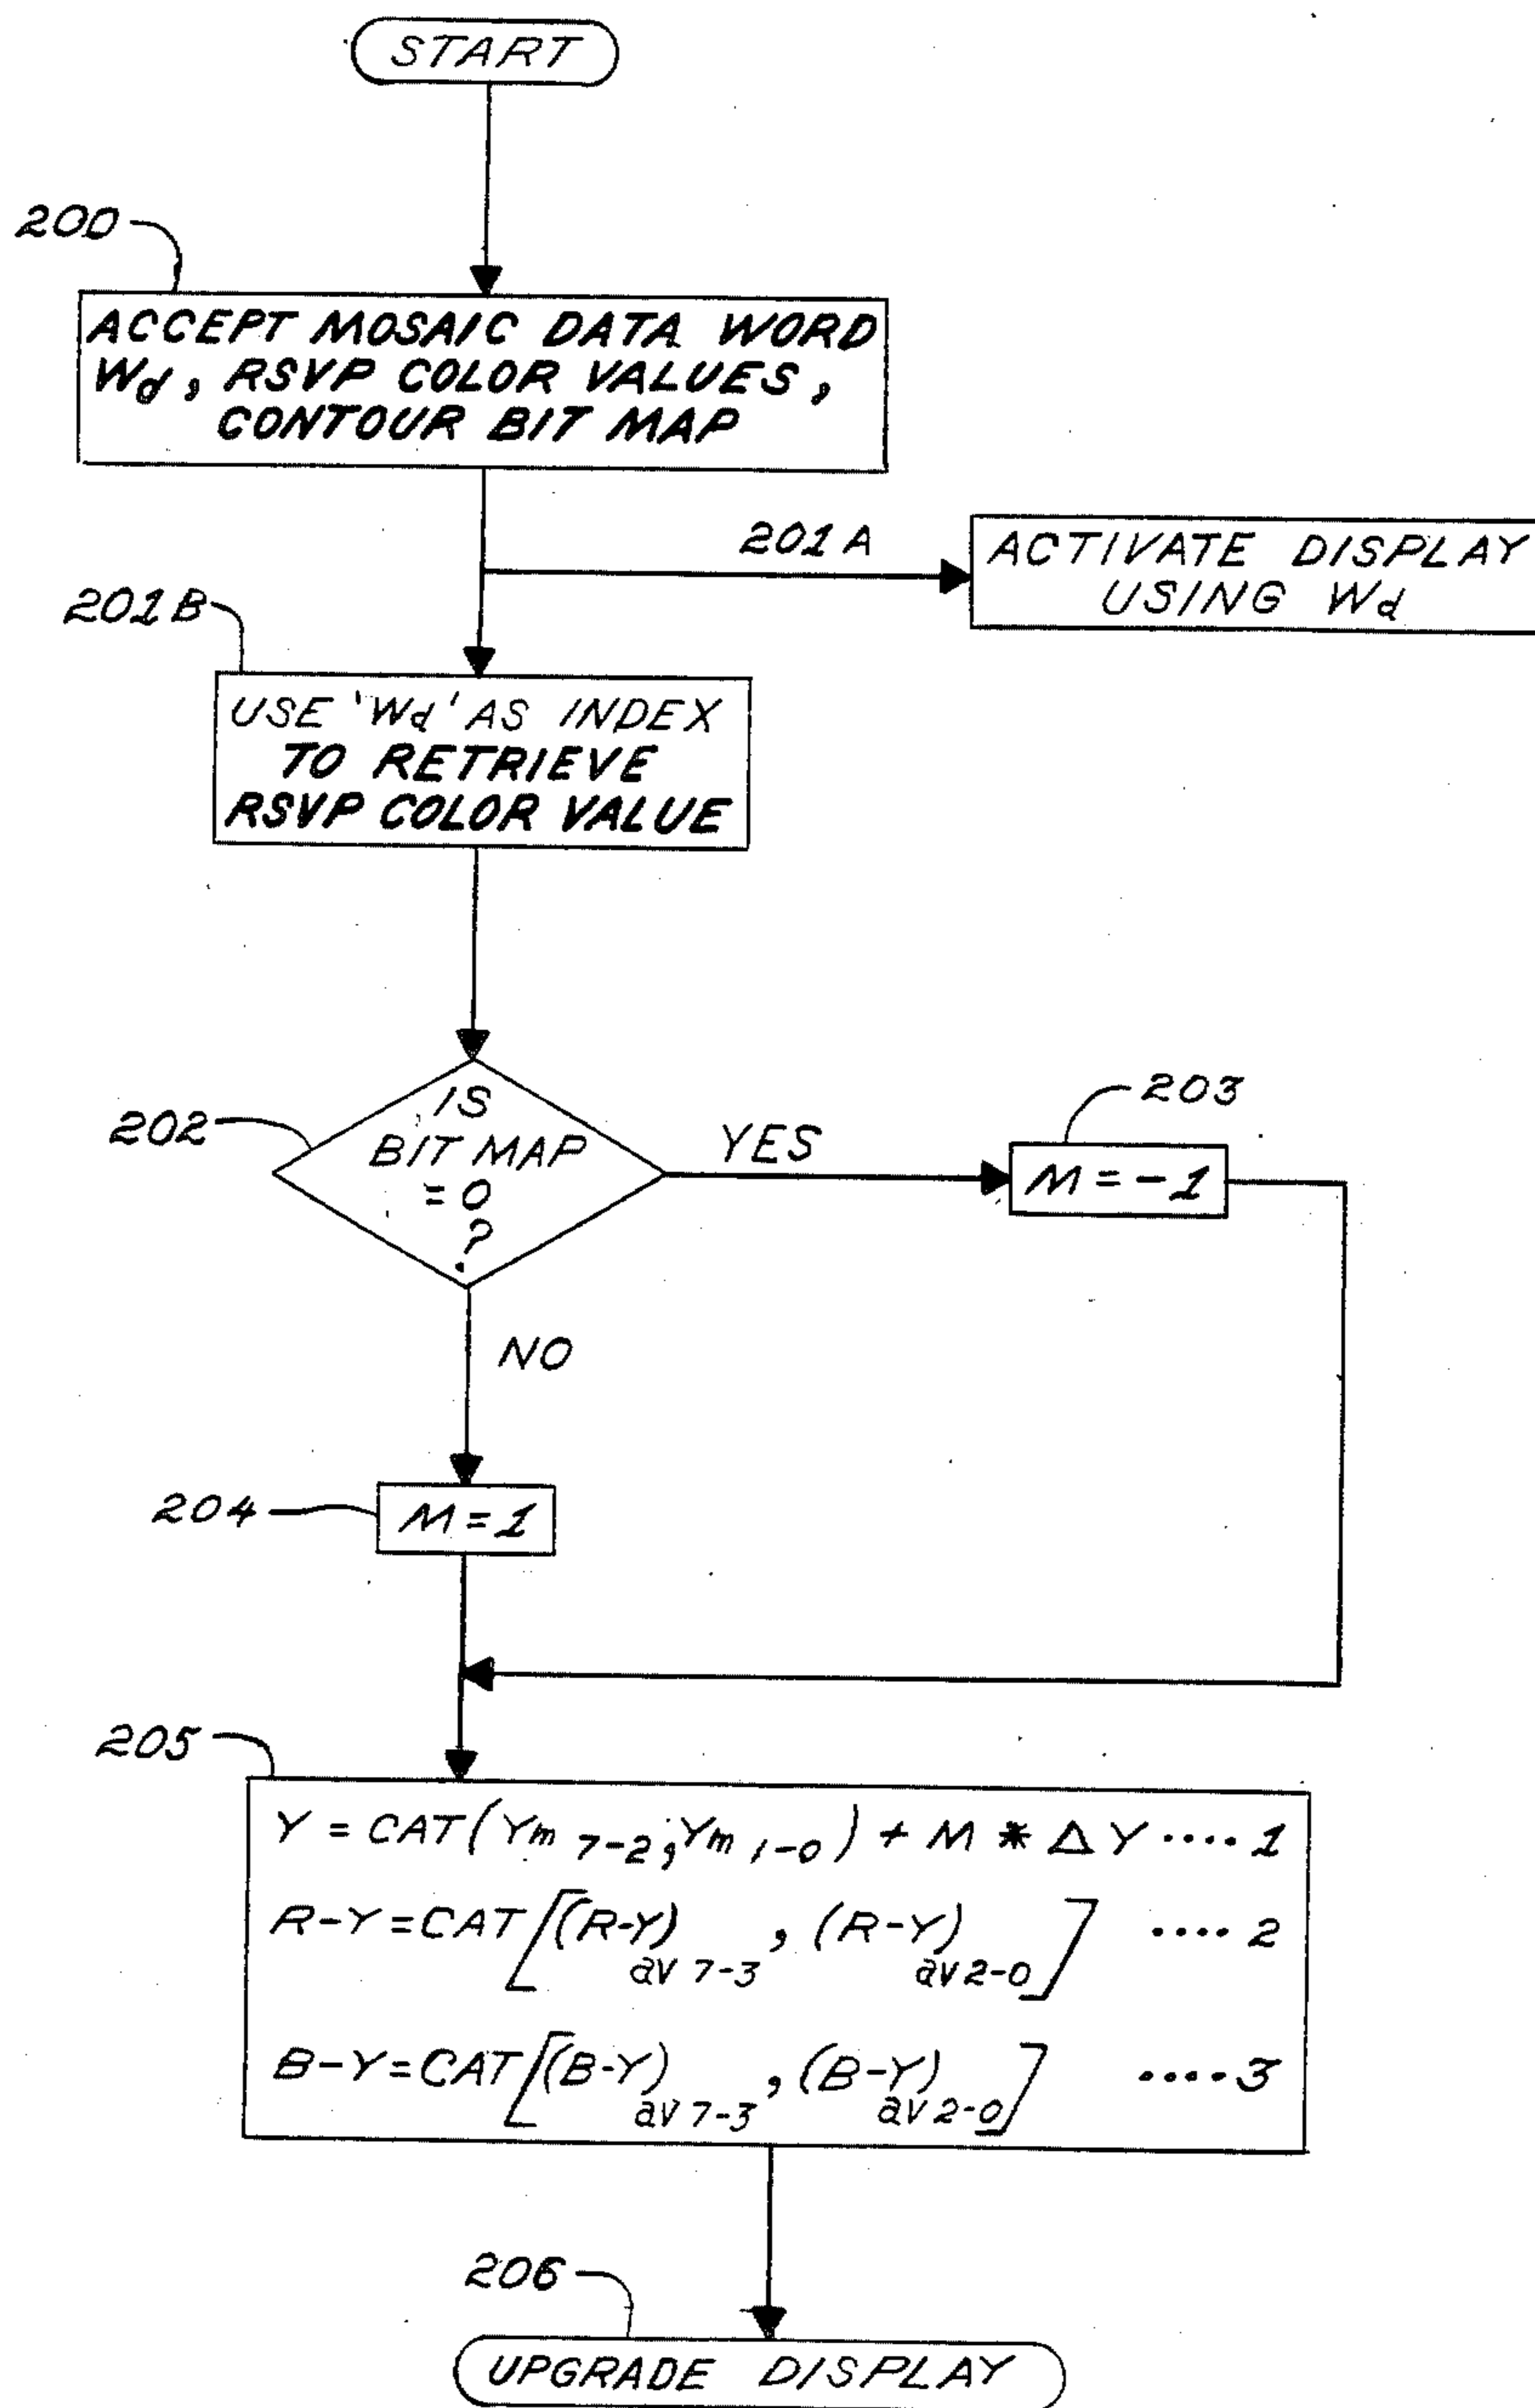 START
200
ACCEPT MOSAIC DATA WORD
Wd, RSVP COLOR VALUES,
CONTOUR BIT MAP
201A
ACTIVATE DISPLAY
USING Wd
201B
USE 'Wd' AS INDEX
TO RETRIEVE
RSVP COLOR VALUE
202
IS
BIT MAP
=0
?
YES
203
M=-1
NO
204
M=1
205
Y = CAT(Ym 7-2, Ym 1-0) + M * ΔY .... 1
R-Y = CAT[(R-Y) av 7-3, (R-Y) av 2-0] .... 2
B-Y = CAT[(B-Y) av 7-3, (B-Y) av 2-0] .... 3
206
UPGRADE DISPLAY